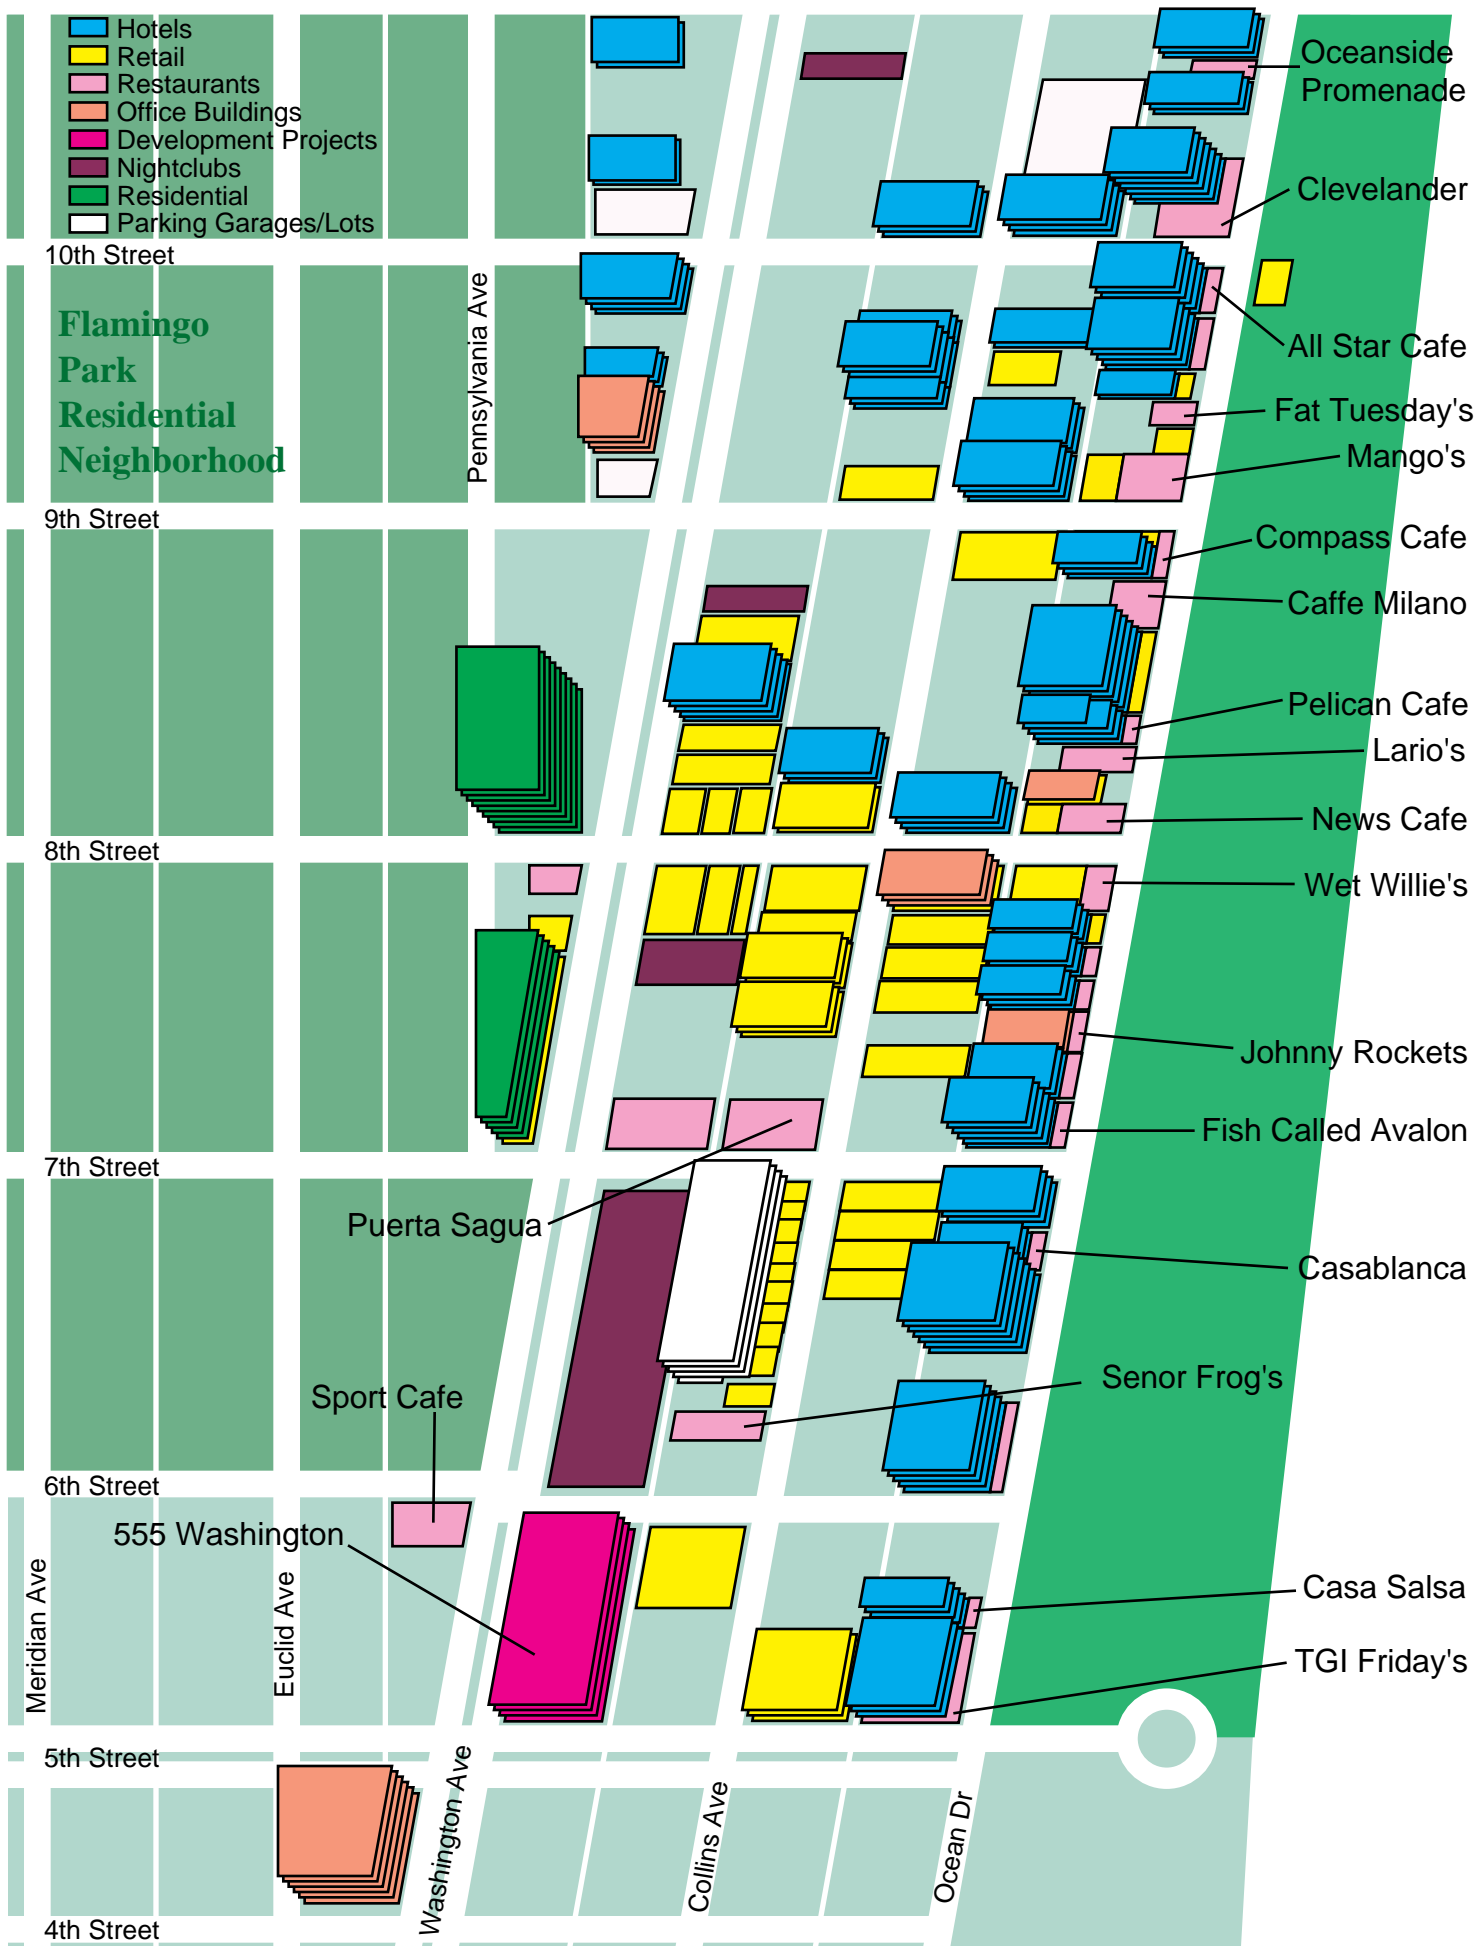 Hotels
Retail
Restaurants
Office Buildings
Development Projects
Nightclubs
Residential
Parking Garages/Lots
Oceanside
Promenade
Clevelander
10th Street
Flamingo
Park
Residential
Neighborhood
Pennsylvania Ave
All Star Cafe
Fat Tuesday's
Mango's
9th Street
Compass Cafe
Caffe Milano
Pelican Cafe
Lario's
News Cafe
8th Street
Wet Willie's
Johnny Rockets
Fish Called Avalon
7th Street
Puerta Sagua
Casablanca
Senor Frog's
Sport Cafe
6th Street
555 Washington
Meridian Ave
Euclid Ave
Casa Salsa
TGI Friday's
5th Street
Washington Ave
Collins Ave
Ocean Dr
4th Street